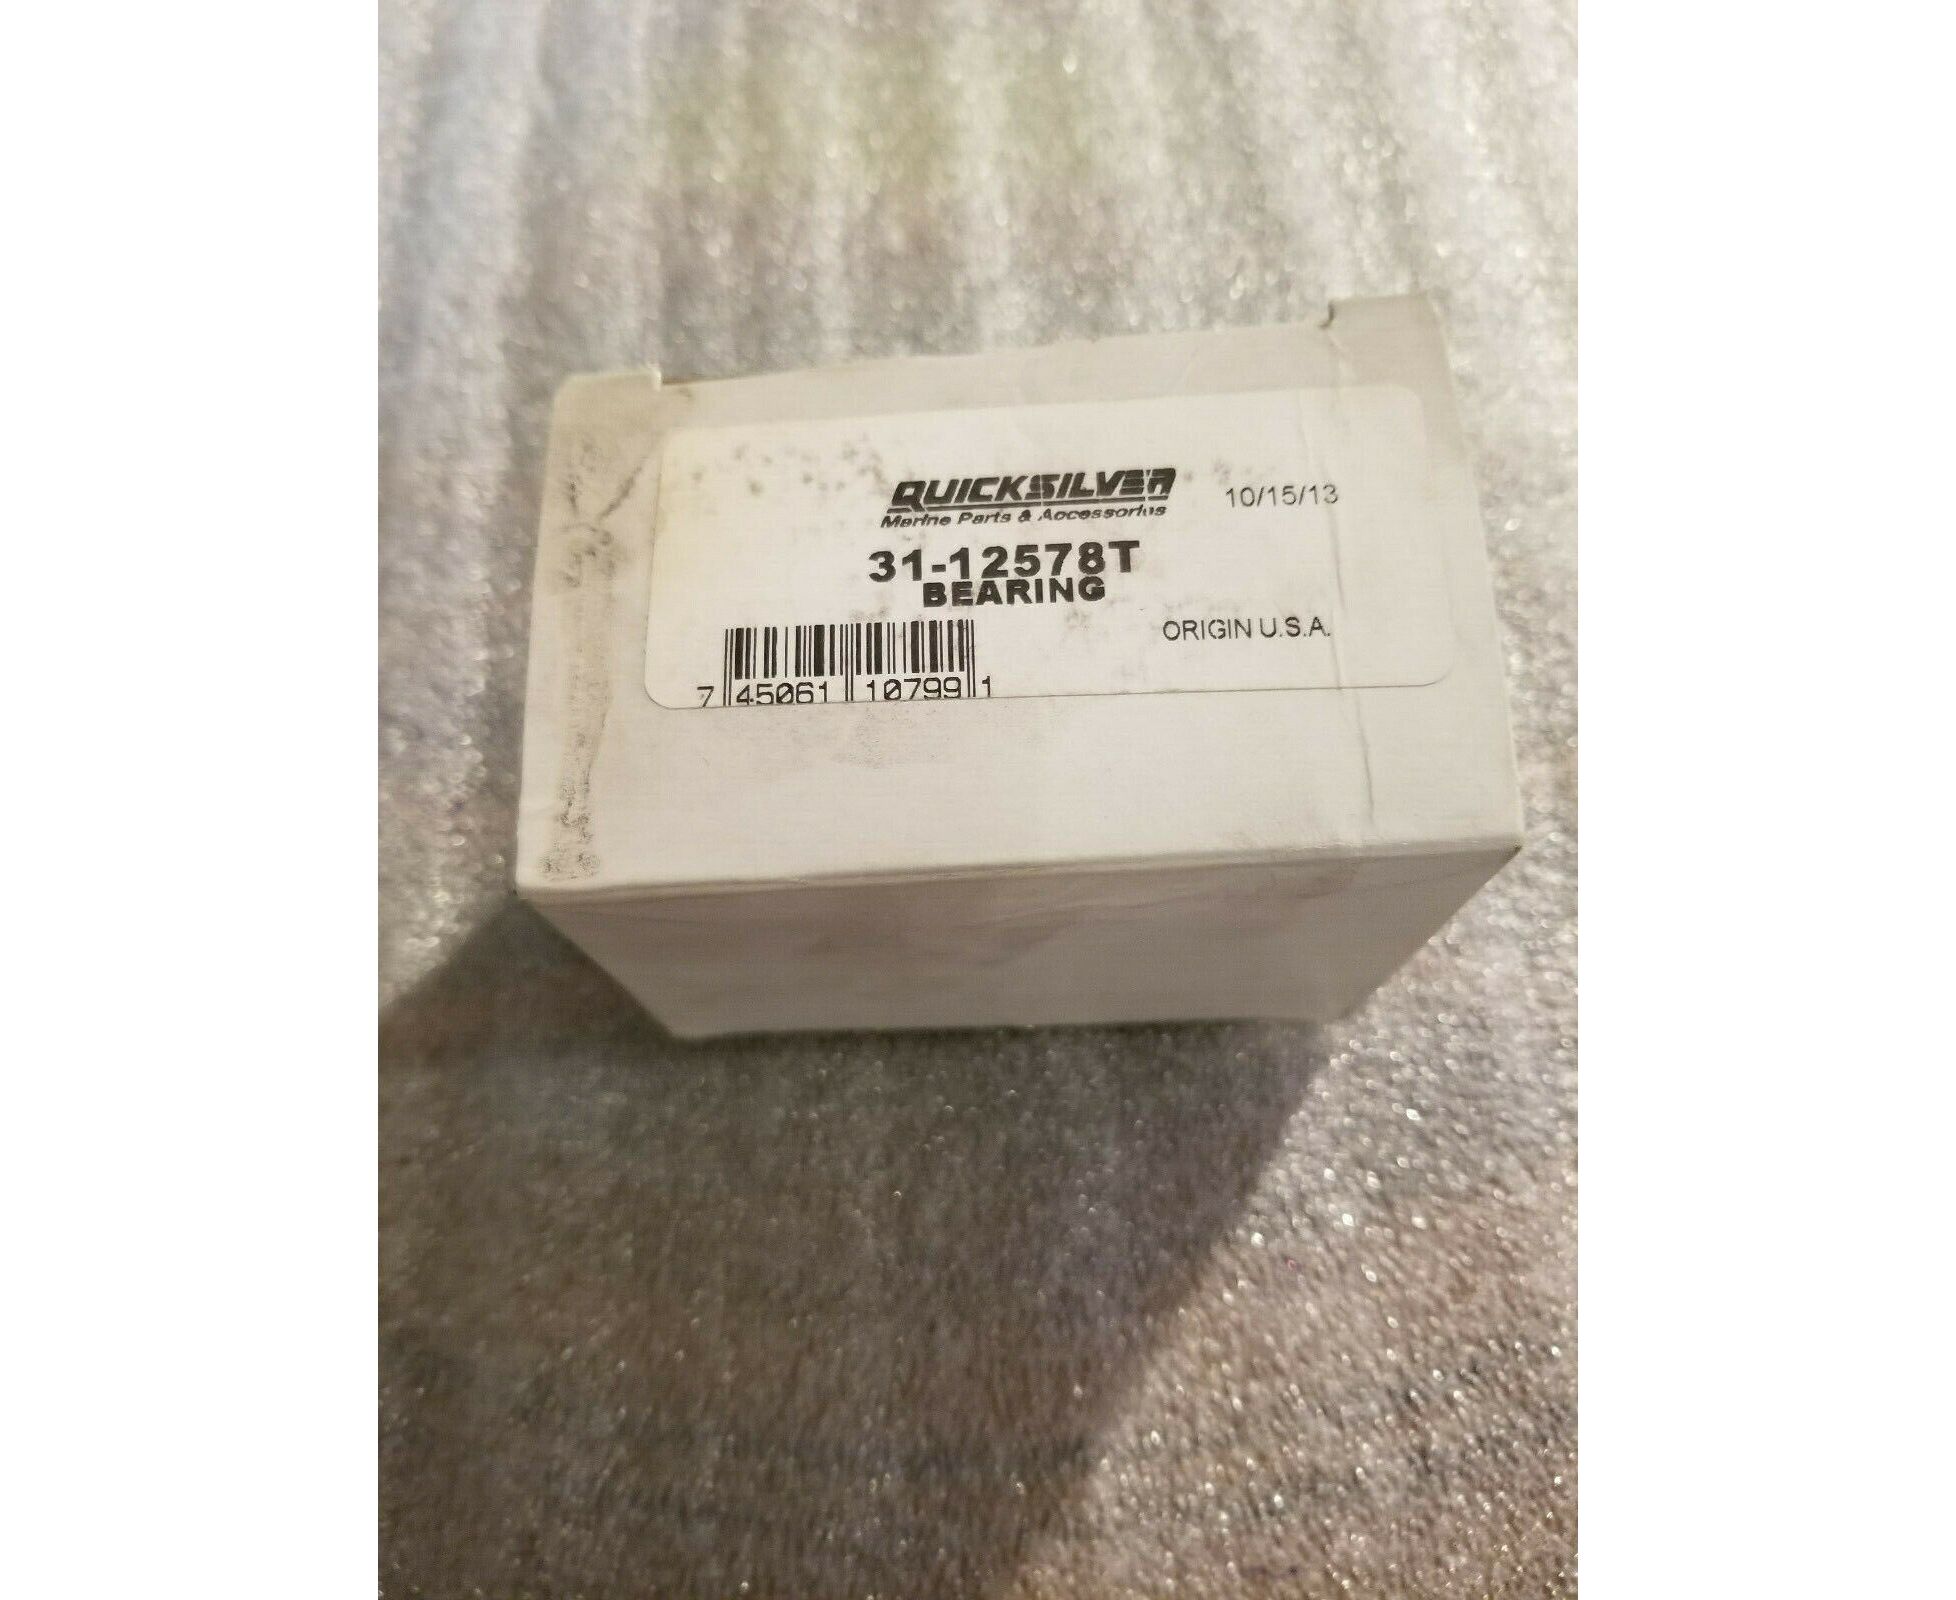 QUICKSILVER
Marine Parts & Accessories
10/15/13
31-12578T
BEARING
ORIGIN U.S.A.
7 45061 10799 1